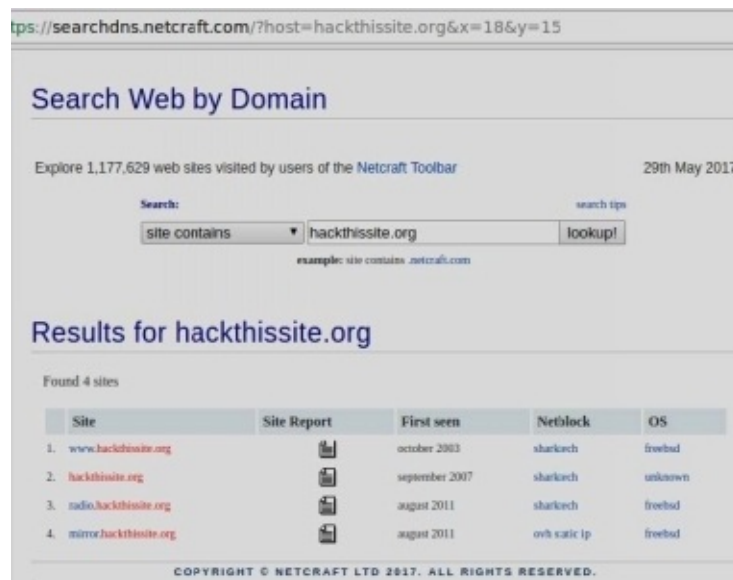 tps://searchdns.netcraft.com/?host=hackthissite.org&x=18&y=15
Search Web by Domain
Explore 1,177,629 web sites visited by users of the Netcraft Toolbar 29th May 2017
Search: search tips
site contains hackthissite.org lookup!
example: site contains .netcraft.com
Results for hackthissite.org
Found 4 sites
Site Site Report First seen Netblock OS
1. www.hackthissite.org october 2003 sharktech freebsd
2. hackthissite.org september 2007 sharktech unknown
3. radio.hackthissite.org august 2011 sharktech freebsd
4. mirror.hackthissite.org august 2011 ovh static ip freebsd
COPYRIGHT © NETCRAFT LTD 2017. ALL RIGHTS RESERVED.